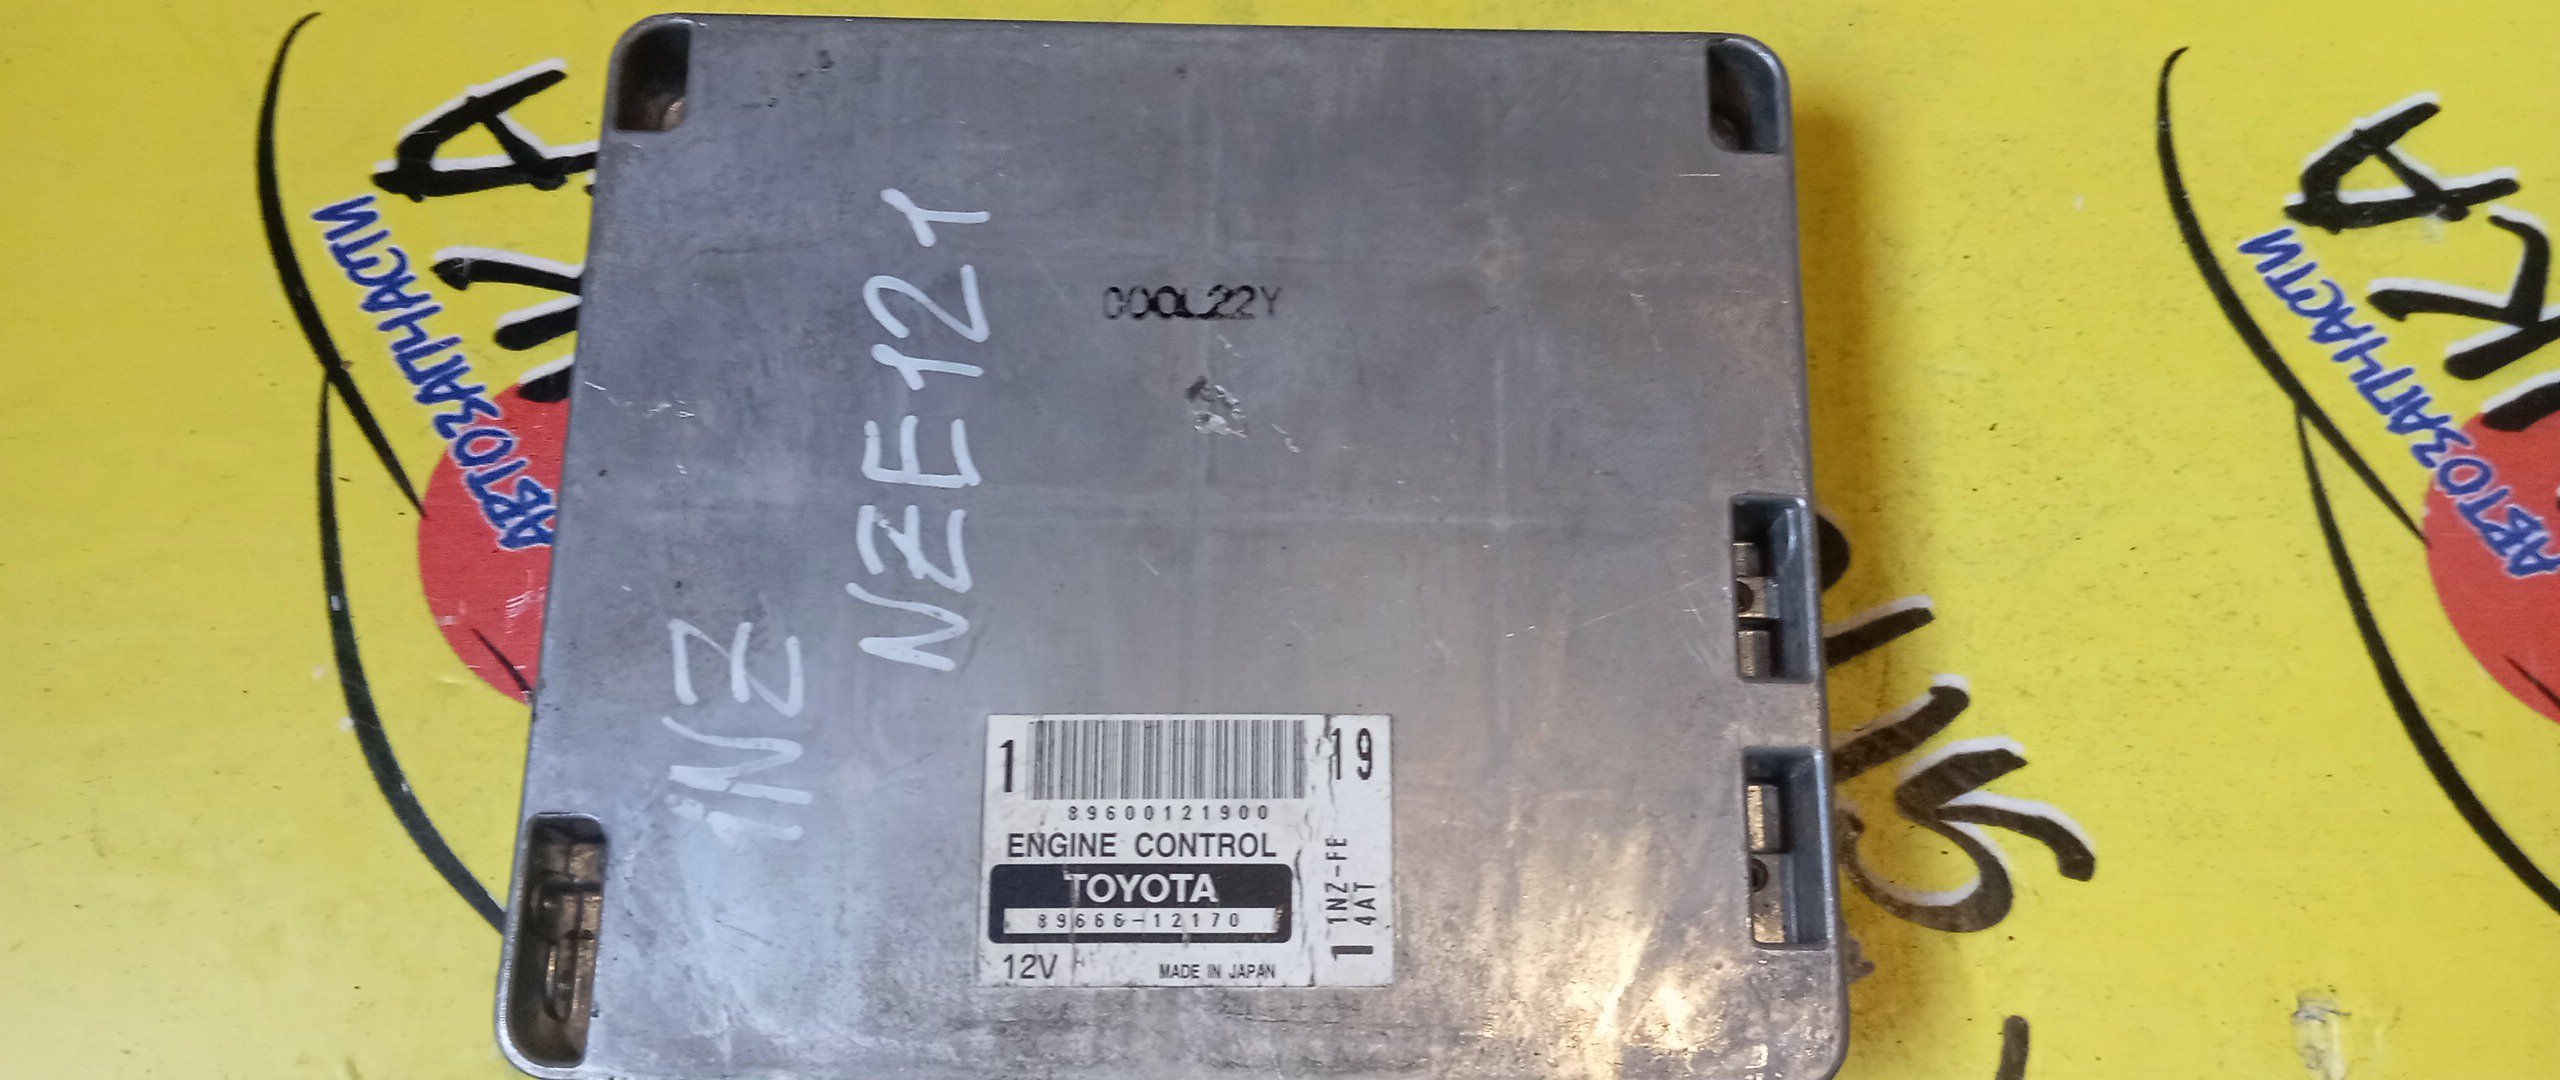 NZE121
1NZ
1
19
89600121900
ENGINE CONTROL
TOYOTA
89666-12170
12V
MADE IN JAPAN
1NZ-FE
4AT
1
АВТОЗАПЧАСТИ
АВТОЗАПЧАСТИ